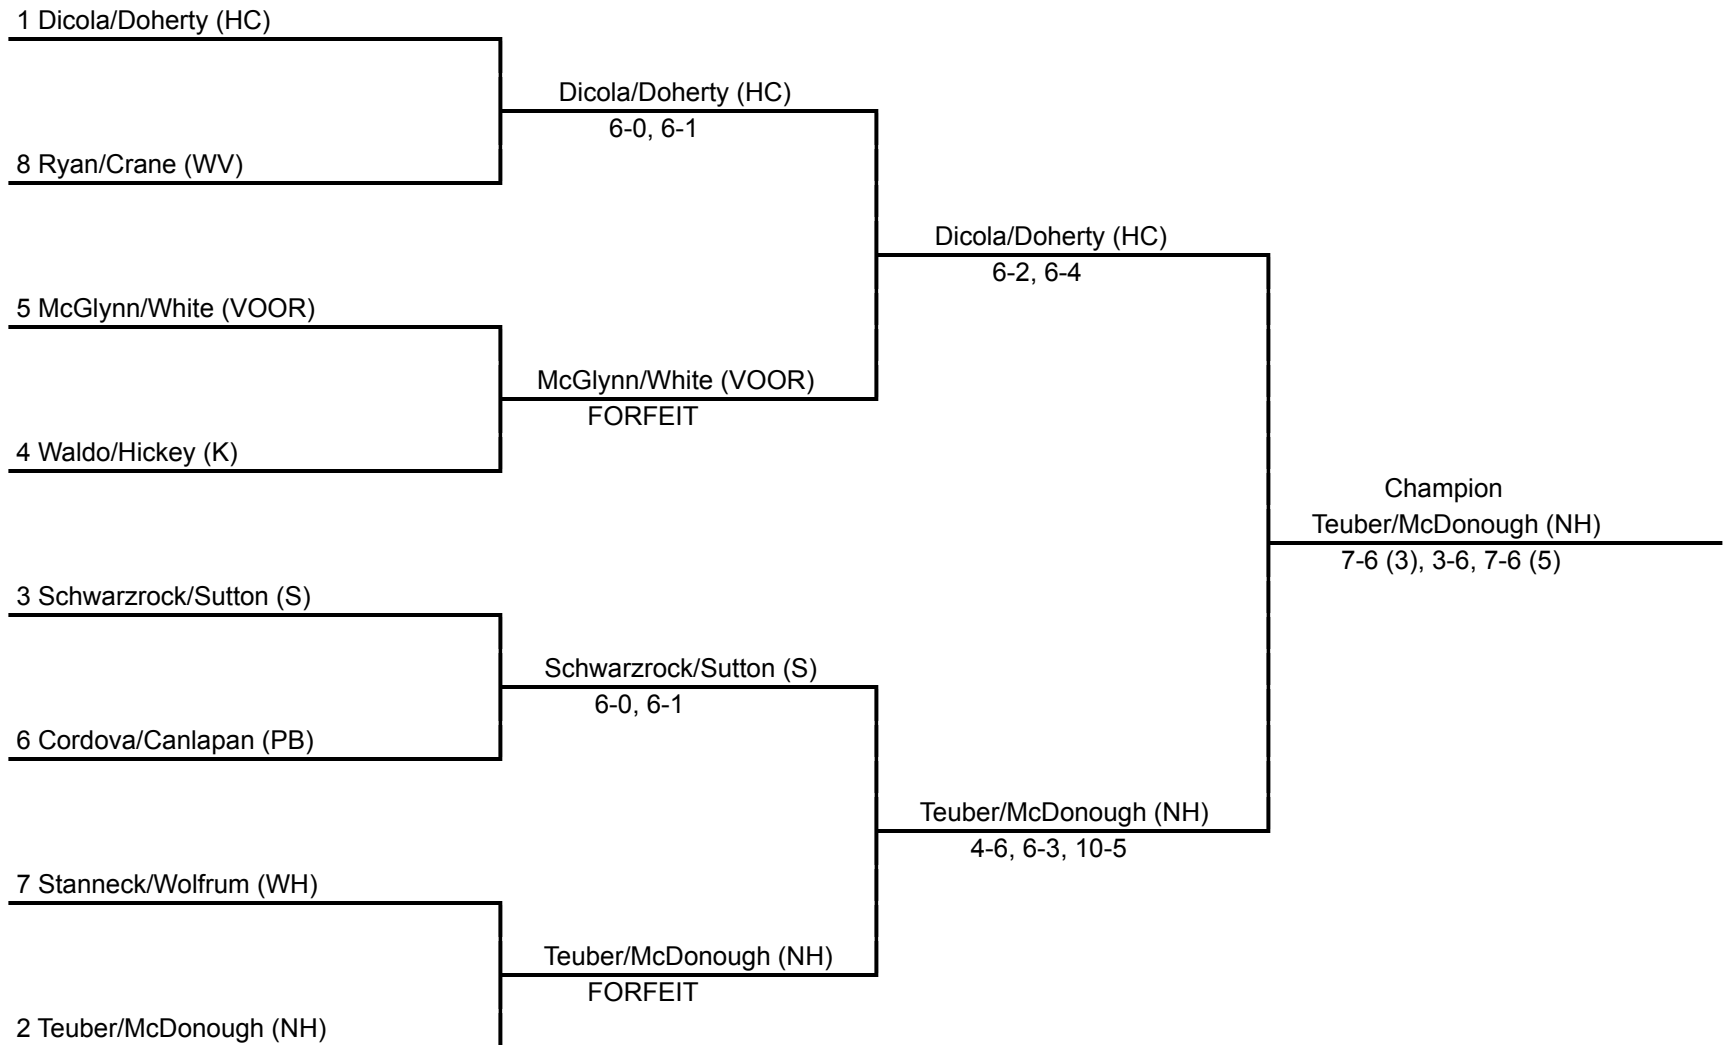 1 Dicola/Doherty (HC)
Dicola/Doherty (HC)
6-0, 6-1
8 Ryan/Crane (WV)
Dicola/Doherty (HC)
6-2, 6-4
5 McGlynn/White (VOOR)
McGlynn/White (VOOR)
FORFEIT
4 Waldo/Hickey (K)
Champion
Teuber/McDonough (NH)
7-6 (3), 3-6, 7-6 (5)
3 Schwarzrock/Sutton (S)
Schwarzrock/Sutton (S)
6-0, 6-1
6 Cordova/Canlapan (PB)
Teuber/McDonough (NH)
4-6, 6-3, 10-5
7 Stanneck/Wolfrum (WH)
Teuber/McDonough (NH)
FORFEIT
2 Teuber/McDonough (NH)